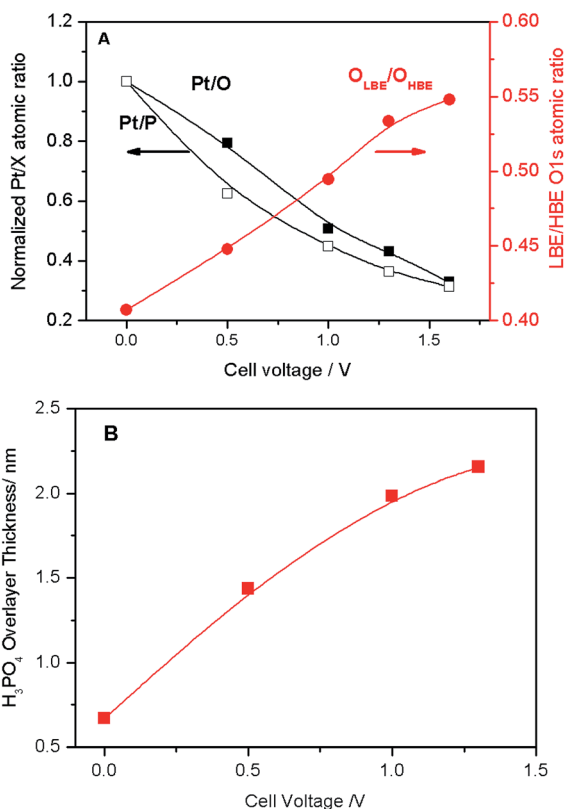 A
Pt/O
O_LBE/O_HBE
Pt/P
Normalized Pt/X atomic ratio
1.2
1.0
0.8
0.6
0.4
0.2
0.60
0.55
0.50
0.45
0.40
LBE/HBE O1s atomic ratio
0.0 0.5 1.0 1.5
Cell voltage / V
B
H₃PO₄ Overlayer Thickness/ nm
2.5
2.0
1.5
1.0
0.5
0.0 0.5 1.0 1.5
Cell Voltage /V